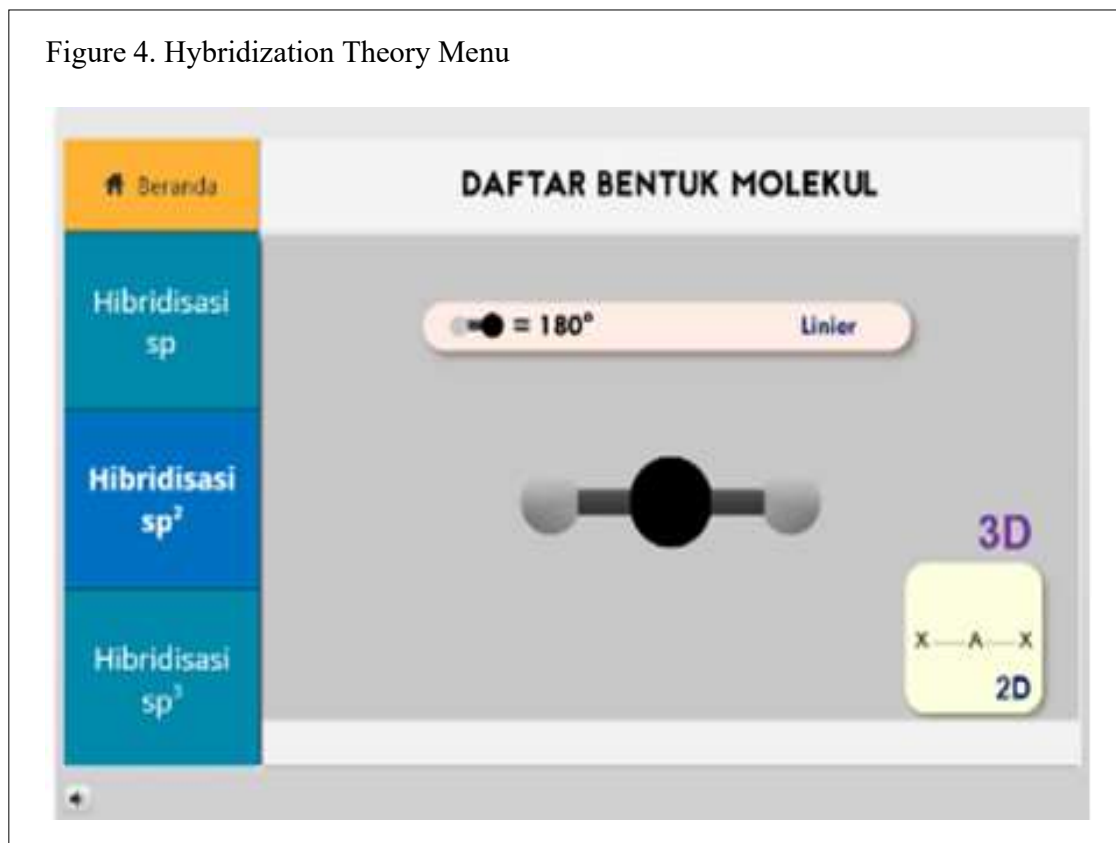 Figure 4. Hybridization Theory Menu
Beranda
DAFTAR BENTUK MOLEKUL
Hibridisasi
sp
= 180°
Linier
Hibridisasi
sp²
3D
X A X
2D
Hibridisasi
sp³